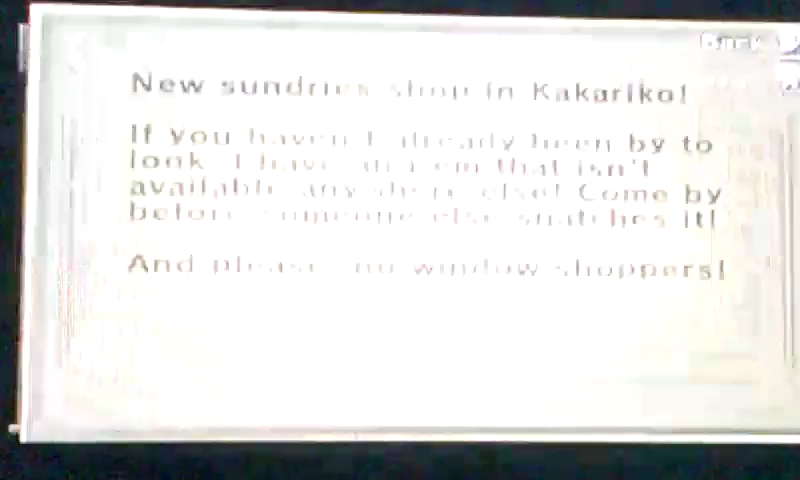 Back
New sundries shop in Kakariko!
If you haven't already been by to
look, I have an item that isn't
available anywhere else! Come by
before someone else snatches it!
And please, no window shoppers!